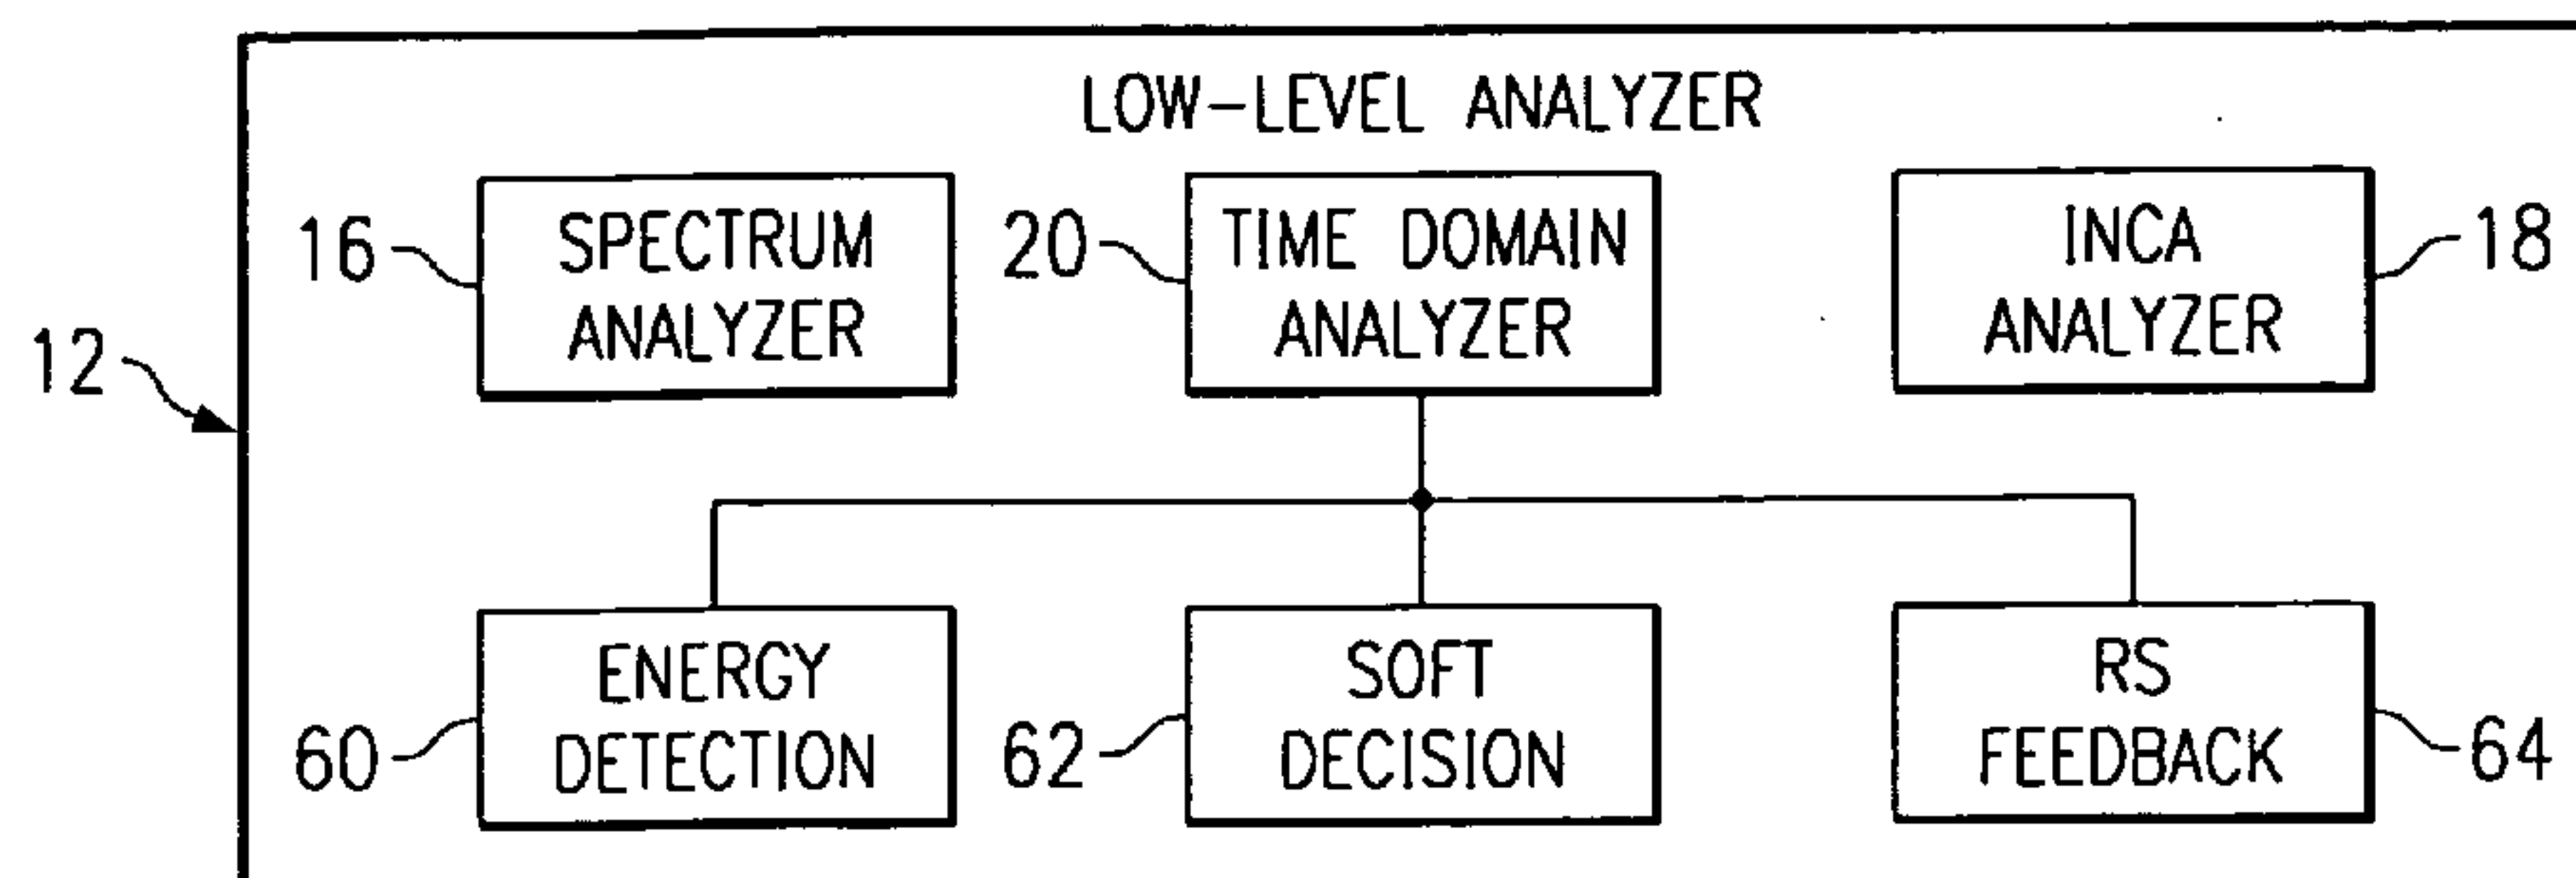 LOW-LEVEL ANALYZER
16
SPECTRUM
ANALYZER
20
TIME DOMAIN
ANALYZER
INCA
ANALYZER
18
12
60
ENERGY
DETECTION
62
SOFT
DECISION
RS
FEEDBACK
64